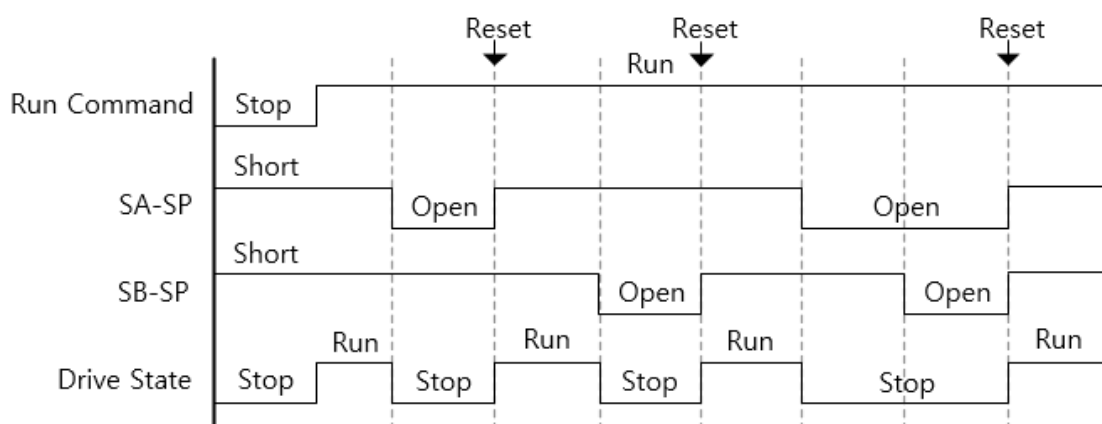 Reset Reset Reset
Run
Run Command Stop
Short
SA-SP Open Open
Short
SB-SP Open Open
Run Run Run Run
Drive State Stop Stop Stop Stop